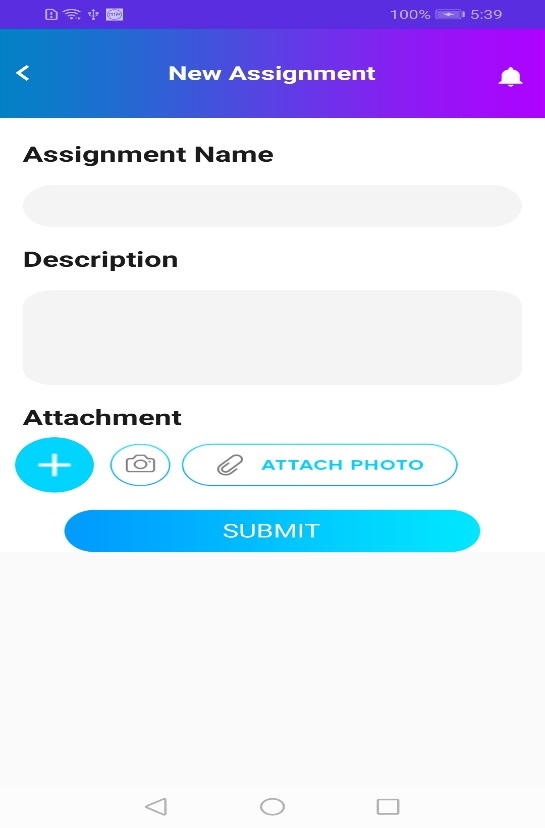 100% 5:39
New Assignment
Assignment Name
Description
Attachment
ATTACH PHOTO
SUBMIT